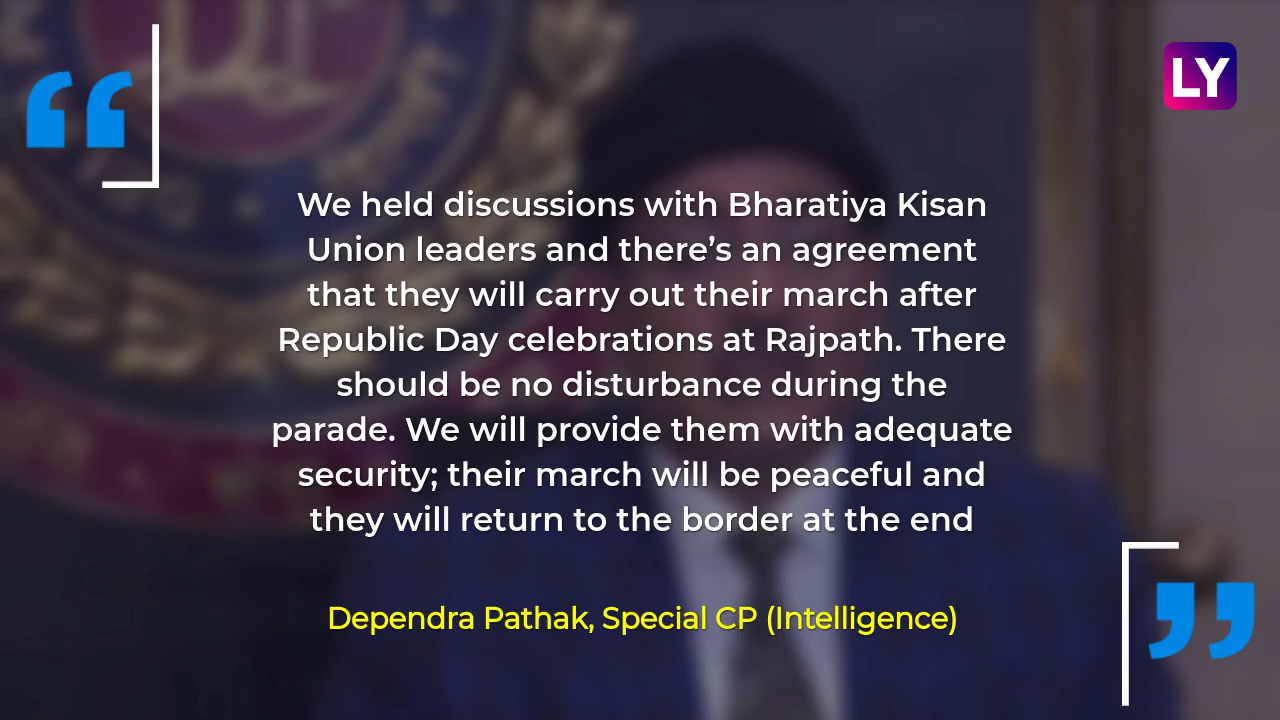 LY
We held discussions with Bharatiya Kisan
Union leaders and there’s an agreement
that they will carry out their march after
Republic Day celebrations at Rajpath. There
should be no disturbance during the
parade. We will provide them with adequate
security; their march will be peaceful and
they will return to the border at the end
Dependra Pathak, Special CP (Intelligence)